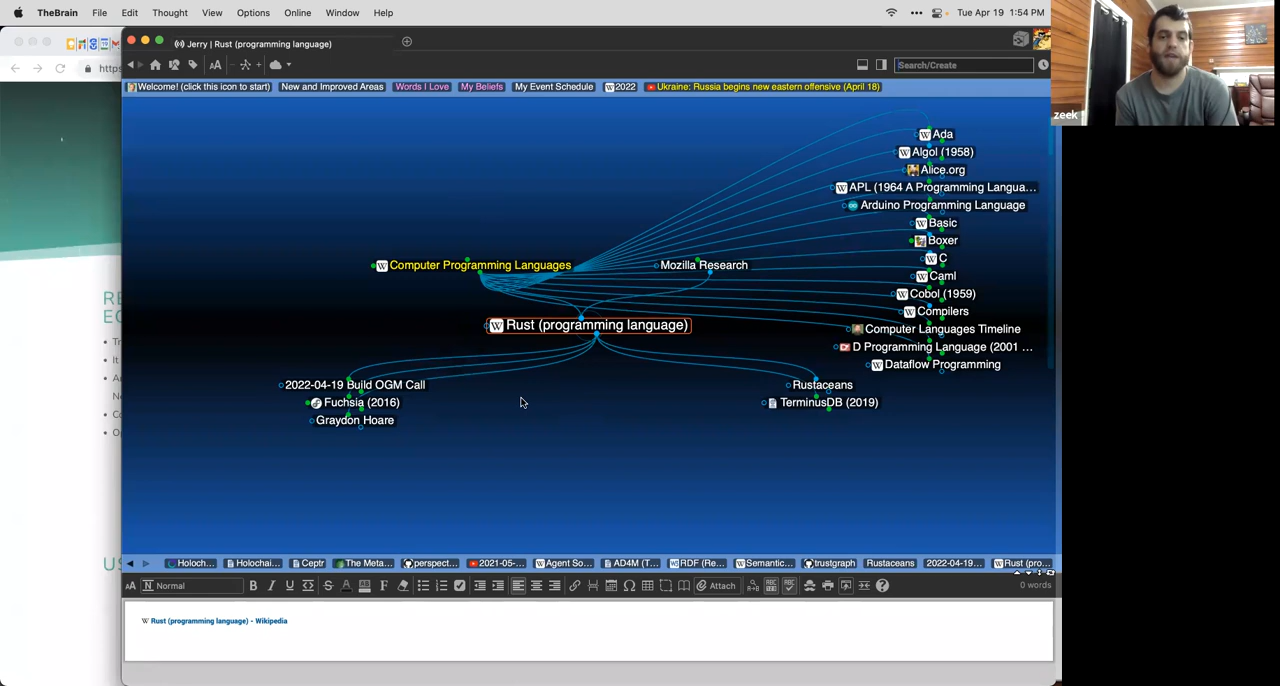 TheBrain File Edit Thought View Options Online Window Help
Tue Apr 19 1:54 PM
Jerry | Rust (programming language)
https
AA
Search/Create
Welcome! (click this icon to start) New and Improved Areas Words I Love My Beliefs My Event Schedule 2022 Ukraine: Russia begins new eastern offensive (April 18)
zeek
Ada
Algol (1958)
Alice.org
APL (1964 A Programming Langua...
Arduino Programming Language
Basic
Boxer
C
Caml
Cobol (1959)
Compilers
Computer Languages Timeline
D Programming Language (2001 ...
Dataflow Programming
Computer Programming Languages
Mozilla Research
Rust (programming language)
2022-04-19 Build OGM Call
Fuchsia (2016)
Graydon Hoare
Rustaceans
TerminusDB (2019)
Holoch... Holochai... Ceptr The Meta... perspect... 2021-05-... Agent So... AD4M (T... RDF (Re... Semantic... trustgraph Rustaceans 2022-04-19... Rust (pro...
AA N Normal B I U S A F Attach 0 words
W Rust (programming language) - Wikipedia